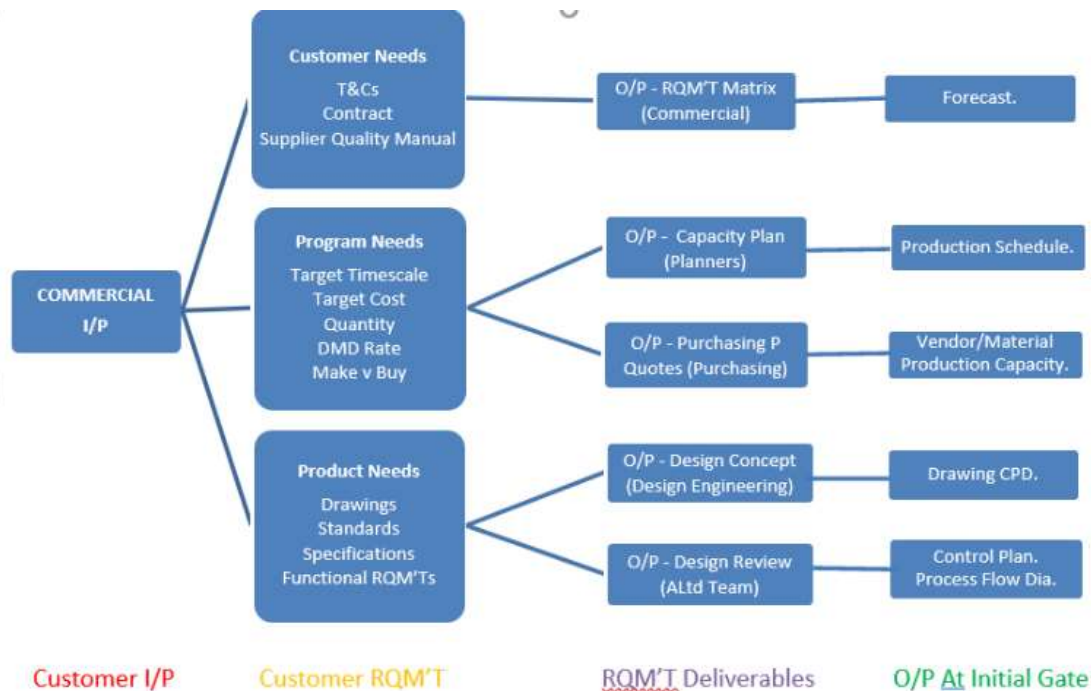 Customer Needs
T&Cs
Contract
Supplier Quality Manual
O/P - RQM'T Matrix
(Commercial)
Forecast.
COMMERCIAL
I/P
Program Needs
Target Timescale
Target Cost
Quantity
DMD Rate
Make v Buy
O/P - Capacity Plan
(Planners)
Production Schedule.
O/P - Purchasing P
Quotes (Purchasing)
Vendor/Material
Production Capacity.
Product Needs
Drawings
Standards
Specifications
Functional RQM'Ts
O/P - Design Concept
(Design Engineering)
Drawing CPD.
O/P - Design Review
(ALtd Team)
Control Plan.
Process Flow Dia.
Customer I/P
Customer RQM'T
RQM'T Deliverables
O/P At Initial Gate